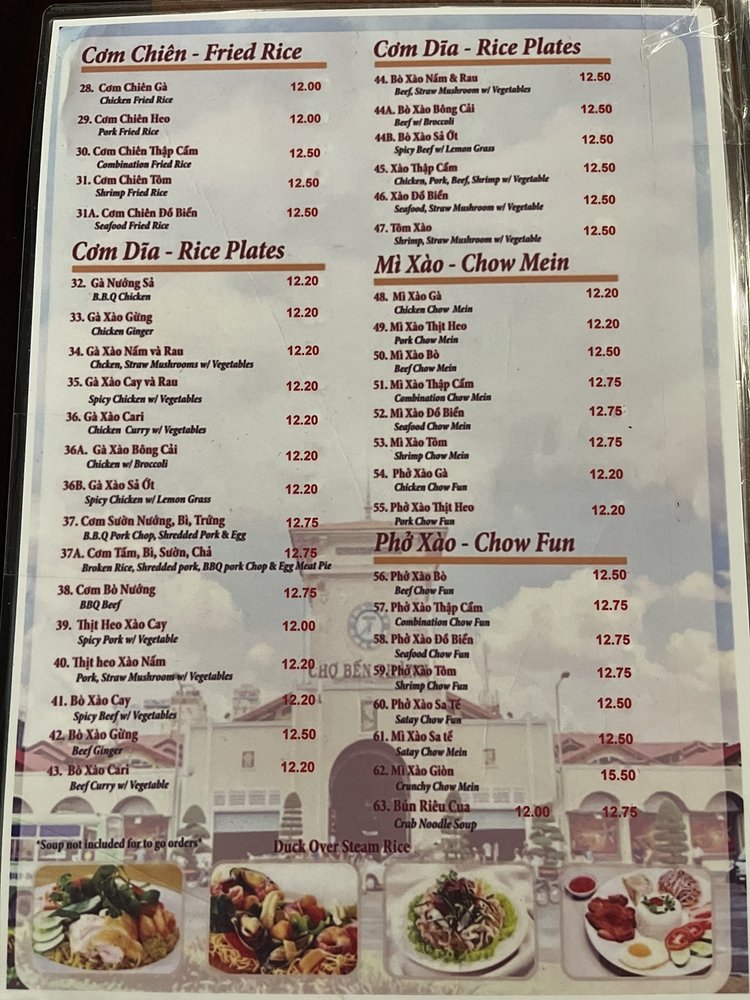 Cơm Chiên - Fried Rice
28. Cơm Chiên Gà 12.00
Chicken Fried Rice
29. Cơm Chiên Heo 12.00
Pork Fried Rice
30. Cơm Chiên Thập Cẩm 12.50
Combination Fried Rice
31. Cơm Chiên Tôm 12.50
Shrimp Fried Rice
31A. Cơm Chiên Đồ Biển 12.50
Seafood Fried Rice
Cơm Dĩa - Rice Plates
32. Gà Nướng Sả 12.20
B.B.Q Chicken
33. Gà Xào Gừng 12.20
Chicken Ginger
34. Gà Xào Nấm và Rau 12.20
Chcken, Straw Mushrooms w/ Vegetables
35. Gà Xào Cay và Rau 12.20
Spicy Chicken w/ Vegetables
36. Gà Xào Cari 12.20
Chicken Curry w/ Vegetables
36A. Gà Xào Bông Cải 12.20
Chicken w/ Broccoli
36B. Gà Xào Sả Ớt 12.20
Spicy Chicken w/ Lemon Grass
37. Cơm Sườn Nướng, Bì, Trứng 12.75
B.B.Q Pork Chop, Shredded Pork & Egg
37A. Cơm Tấm, Bì, Sườn, Chả 12.75
Broken Rice, Shredded pork, BBQ pork Chop & Egg Meat Pie
38. Cơm Bò Nướng 12.75
BBQ Beef
39. Thịt Heo Xào Cay 12.00
Spicy Pork w/ Vegetable
40. Thịt heo Xào Nấm 12.20
Pork, Straw Mushroom w/ Vegetables
41. Bò Xào Cay 12.20
Spicy Beef w/ Vegetables
42. Bò Xào Gừng 12.50
Beef Ginger
43. Bò Xào Cari 12.20
Beef Curry w/ Vegetable
*Soup not included for to go orders*
Cơm Dĩa - Rice Plates
44. Bò Xào Nấm & Rau 12.50
Beef, Straw Mushroom w/ Vegetables
44A. Bò Xào Bông Cải 12.50
Beef w/ Broccoli
44B. Bò Xào Sả Ớt 12.50
Spicy Beef w/ Lemon Grass
45. Xào Thập Cẩm 12.50
Chicken, Pork, Beef, Shrimp w/ Vegetable
46. Xào Đồ Biển 12.50
Seafood, Straw Mushroom w/ Vegetable
47. Tôm Xào 12.50
Shrimp, Straw Mushroom w/ Vegetable
Mì Xào - Chow Mein
48. Mì Xào Gà 12.20
Chicken Chow Mein
49. Mì Xào Thịt Heo 12.20
Pork Chow Mein
50. Mì Xào Bò 12.50
Beef Chow Mein
51. Mì Xào Thập Cẩm 12.75
Combination Chow Mein
52. Mì Xào Đồ Biển 12.75
Seafood Chow Mein
53. Mì Xào Tôm 12.75
Shrimp Chow Mein
54. Phở Xào Gà 12.20
Chicken Chow Fun
55. Phở Xào Thịt Heo 12.20
Pork Chow Fun
Phở Xào - Chow Fun
56. Phở Xào Bò 12.50
Beef Chow Fun
57. Phở Xào Thập Cẩm 12.75
Combination Chow Fun
58. Phở Xào Đồ Biển 12.75
Seafood Chow Fun
59. Phở Xào Tôm 12.75
Shrimp Chow Fun
60. Phở Xào Sa Tế 12.50
Satay Chow Fun
61. Mì Xào Sa tế 12.50
Satay Chow Mein
62. Mì Xào Giòn 15.50
Crunchy Chow Mein
63. Bún Riêu Cua 12.00 12.75
Crab Noodle Soup
Duck Over Steam Rice
CHỢ BẾN